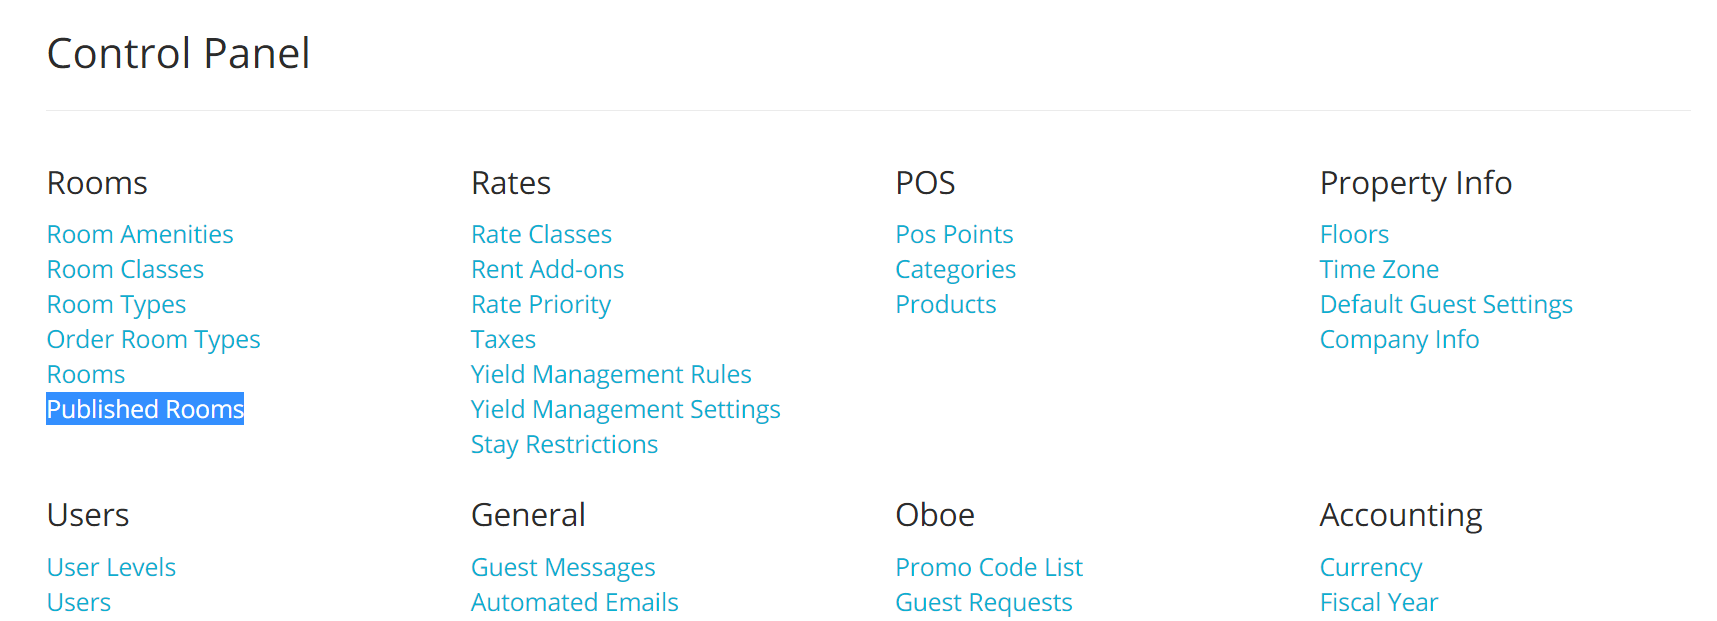 Control Panel
Rooms
Room Amenities
Room Classes
Room Types
Order Room Types
Rooms
Published Rooms
Rates
Rate Classes
Rent Add-ons
Rate Priority
Taxes
Yield Management Rules
Yield Management Settings
Stay Restrictions
POS
Pos Points
Categories
Products
Property Info
Floors
Time Zone
Default Guest Settings
Company Info
Users
User Levels
Users
General
Guest Messages
Automated Emails
Oboe
Promo Code List
Guest Requests
Accounting
Currency
Fiscal Year